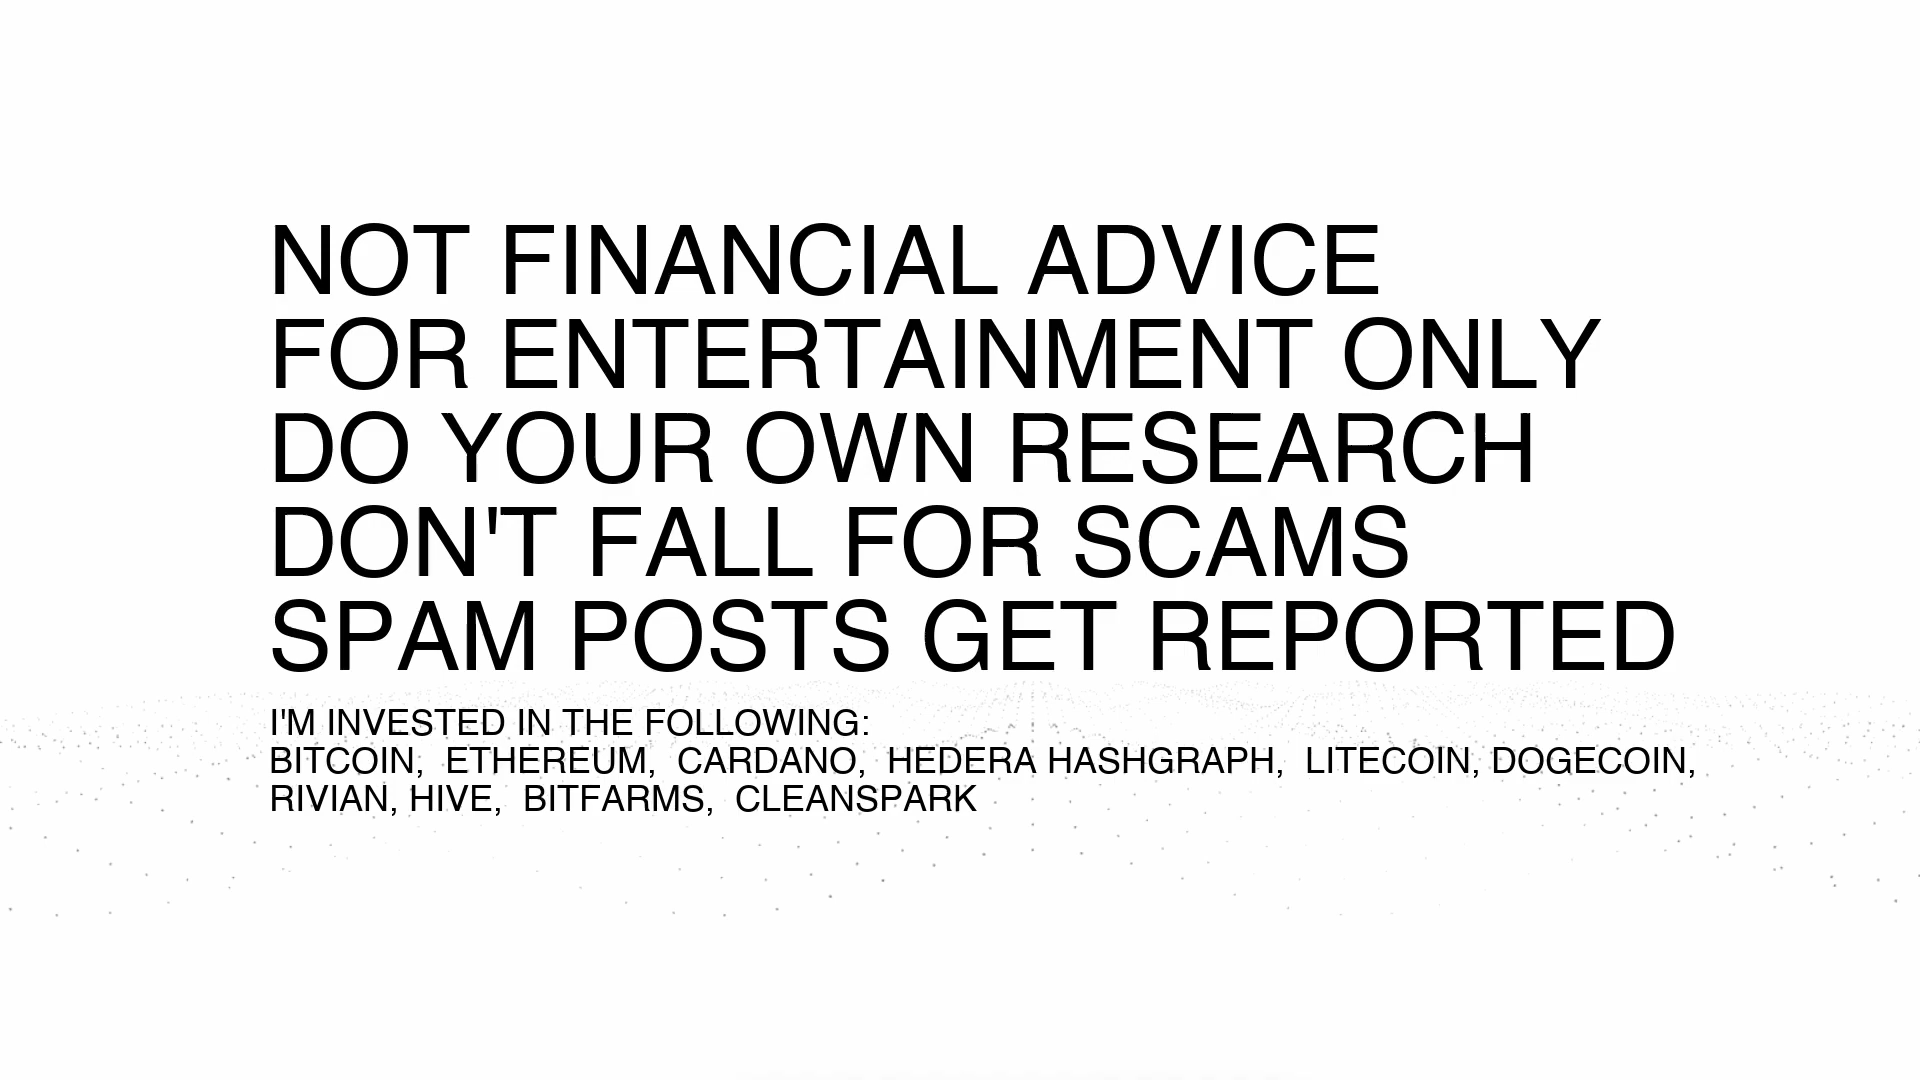 NOT FINANCIAL ADVICE
FOR ENTERTAINMENT ONLY
DO YOUR OWN RESEARCH
DON'T FALL FOR SCAMS
SPAM POSTS GET REPORTED
I'M INVESTED IN THE FOLLOWING:
BITCOIN, ETHEREUM, CARDANO, HEDERA HASHGRAPH, LITECOIN, DOGECOIN,
RIVIAN, HIVE, BITFARMS, CLEANSPARK